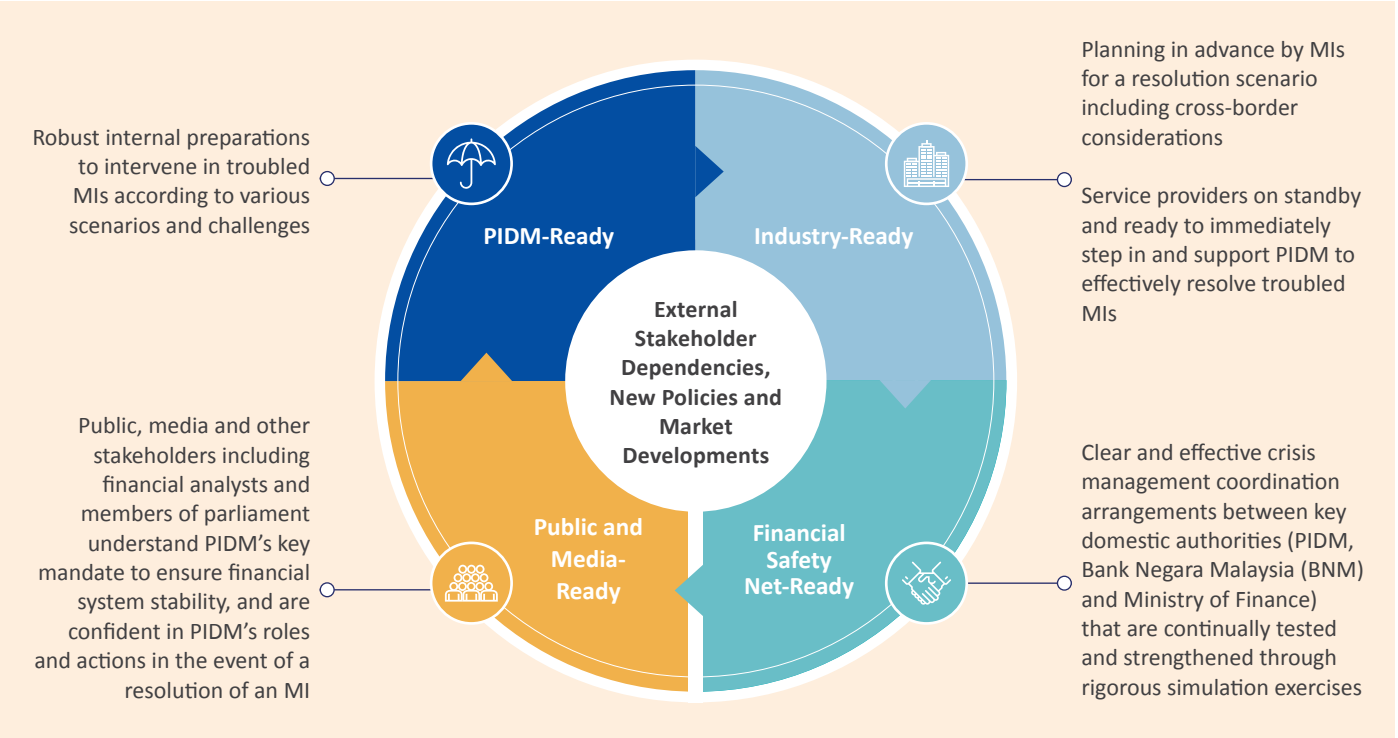 Robust internal preparations
to intervene in troubled
MIs according to various
scenarios and challenges
PIDM-Ready
Industry-Ready
Planning in advance by MIs
for a resolution scenario
including cross-border
considerations
Service providers on standby
and ready to immediately
step in and support PIDM to
effectively resolve troubled
MIs
External
Stakeholder
Dependencies,
New Policies and
Market
Developments
Public, media and other
stakeholders including
financial analysts and
members of parliament
understand PIDM’s key
mandate to ensure financial
system stability, and are
confident in PIDM’s roles
and actions in the event of a
resolution of an MI
Public and
Media-
Ready
Financial
Safety
Net-Ready
Clear and effective crisis
management coordination
arrangements between key
domestic authorities (PIDM,
Bank Negara Malaysia (BNM)
and Ministry of Finance)
that are continually tested
and strengthened through
rigorous simulation exercises